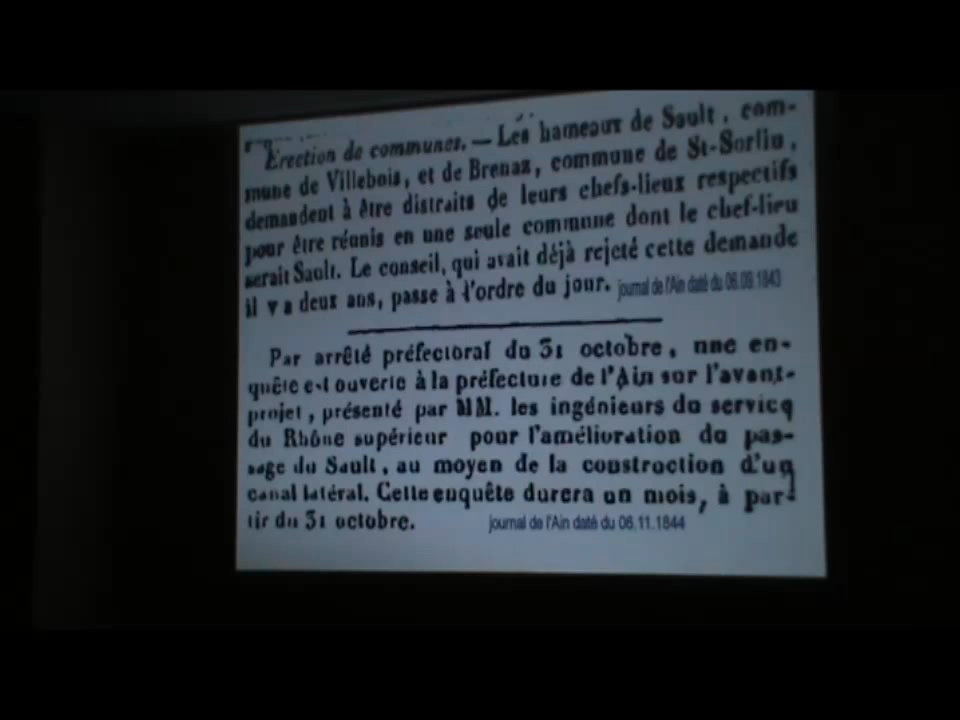 Erection de communes. — Les hameaux de Sault, com-
mune de Villebois, et de Brenaz, commune de St-Sorlin,
demandent à être distraits de leurs chefs-lieux respectifs
pour être réunis en une seule commune dont le chef-lieu
serait Sault. Le conseil, qui avait déjà rejeté cette demande
il y a deux ans, passe à l'ordre du jour. journal de l'Ain daté du 06.09.1843
Par arrêté préfectoral du 31 octobre, une en-
quête est ouverte à la préfecture de l'Ain sur l'avant-
projet, présenté par MM. les ingénieurs du service
du Rhône supérieur pour l'amélioration du pas-
sage du Sault, au moyen de la construction d'un
canal latéral. Cette enquête durera un mois, à par-
tir du 31 octobre. journal de l'Ain daté du 06.11.1844